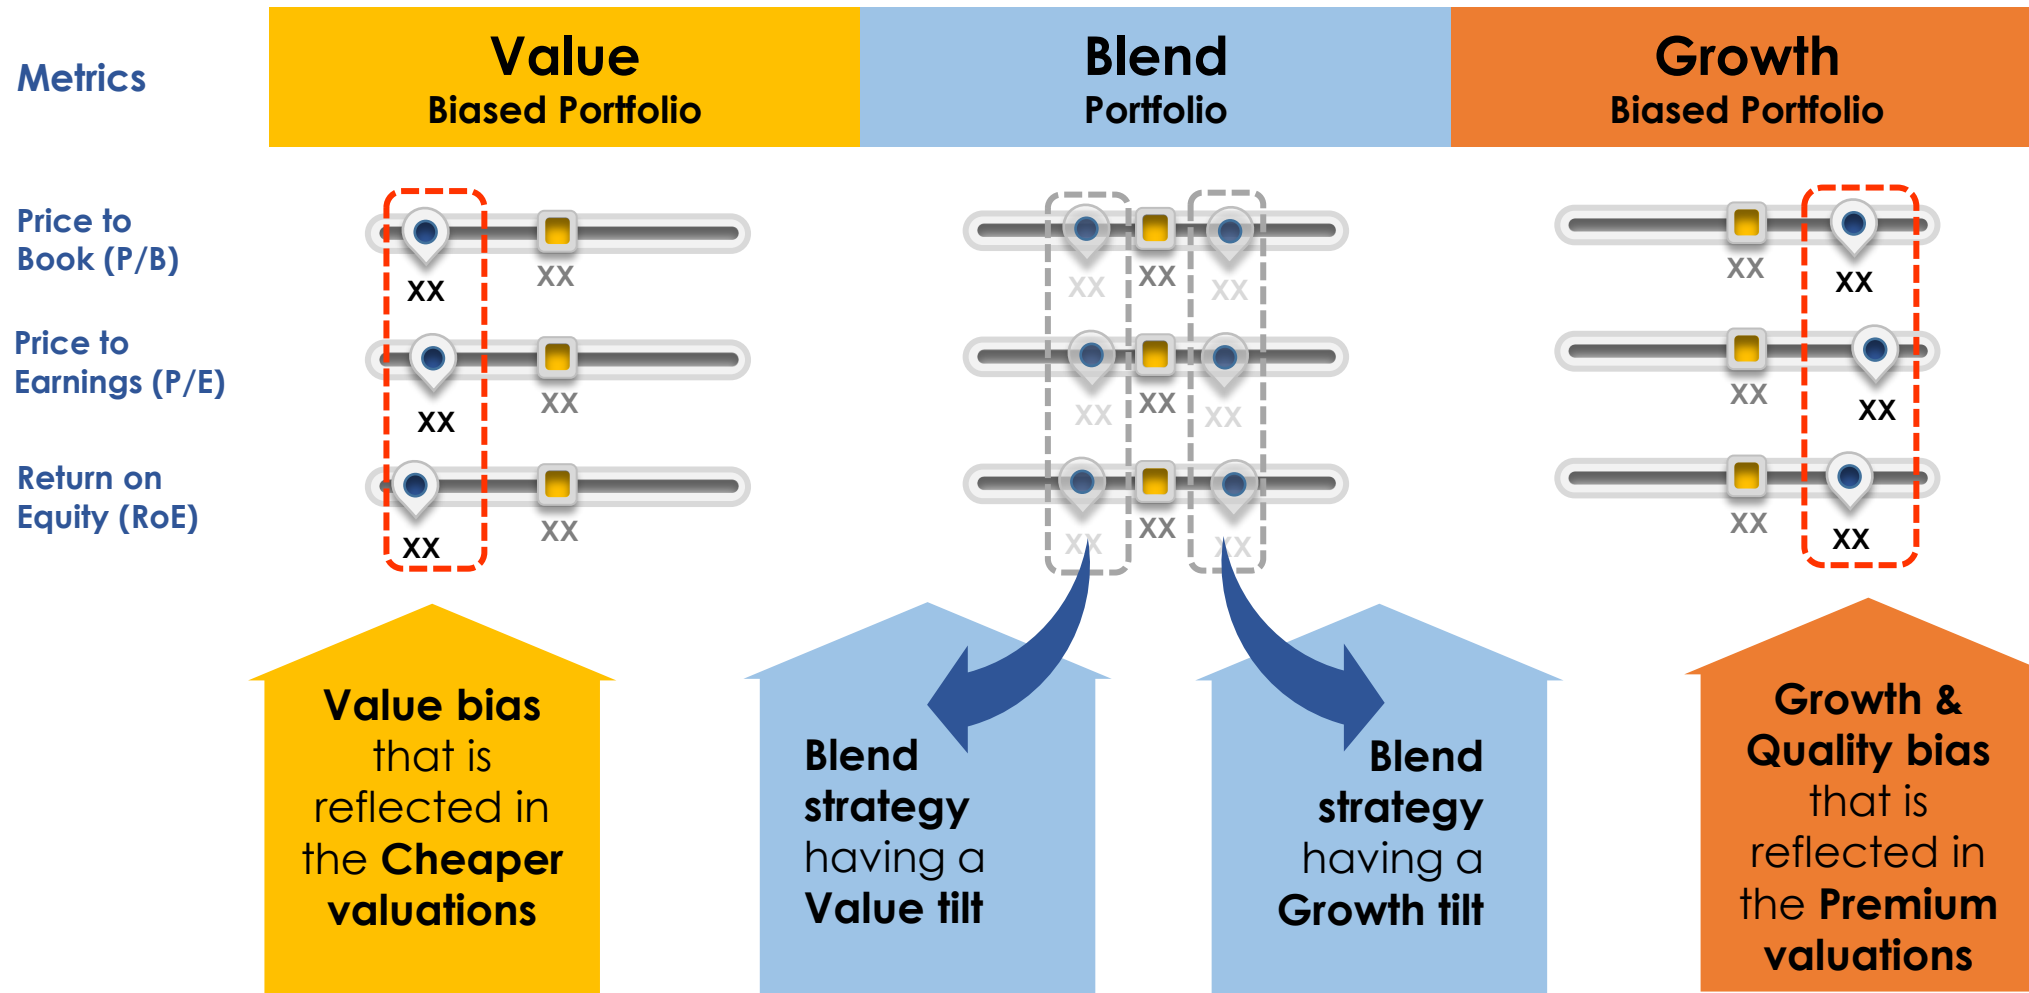 Metrics
Value
Biased Portfolio
Blend
Portfolio
Growth
Biased Portfolio
Price to
Book (P/B)
XX
XX
XX
XX
XX
XX
XX
Price to
Earnings (P/E)
XX
XX
XX
XX
XX
XX
XX
Return on
Equity (RoE)
XX
XX
XX
XX
XX
XX
XX
Value bias
that is
reflected in
the Cheaper
valuations
Blend
strategy
having a
Value tilt
Blend
strategy
having a
Growth tilt
Growth &
Quality bias
that is
reflected in
the Premium
valuations